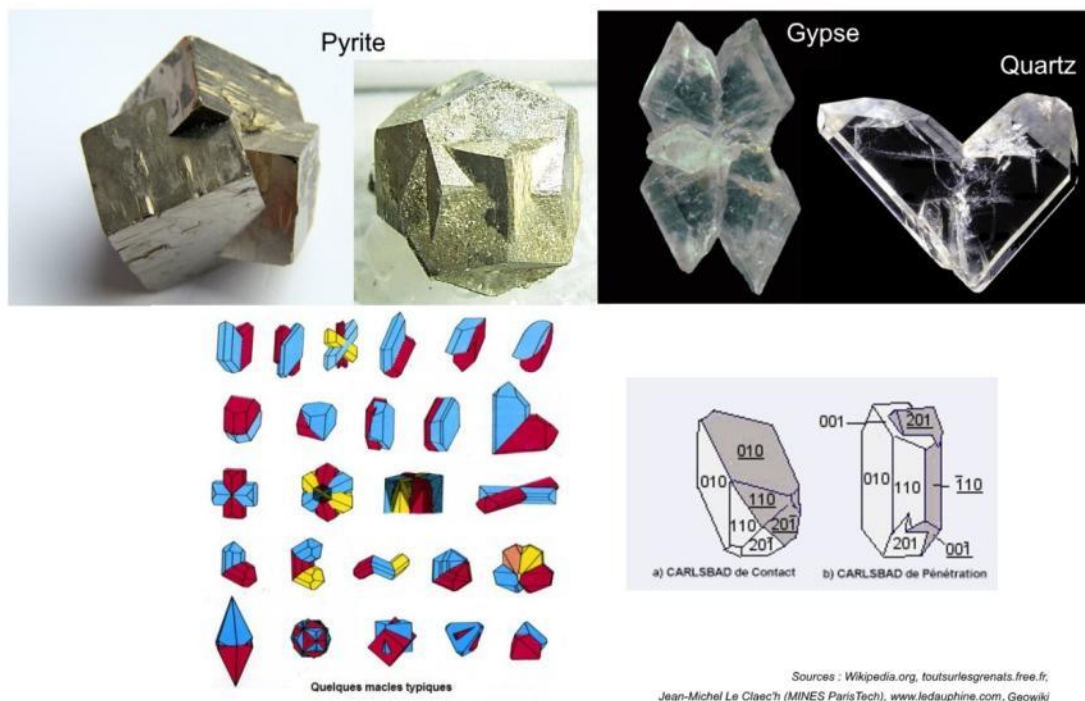 Pyrite
Gypse
Quartz
001
201
010
010
010
110
1̅10
110
110
201̅
201̅
201
001̅
a) CARLSBAD de Contact
b) CARLSBAD de Pénétration
Quelques macles typiques
Sources : Wikipedia.org, toutsurlesgrenats.free.fr,
Jean-Michel Le Claec'h (MINES ParisTech), www.ledauphine.com, Geowiki